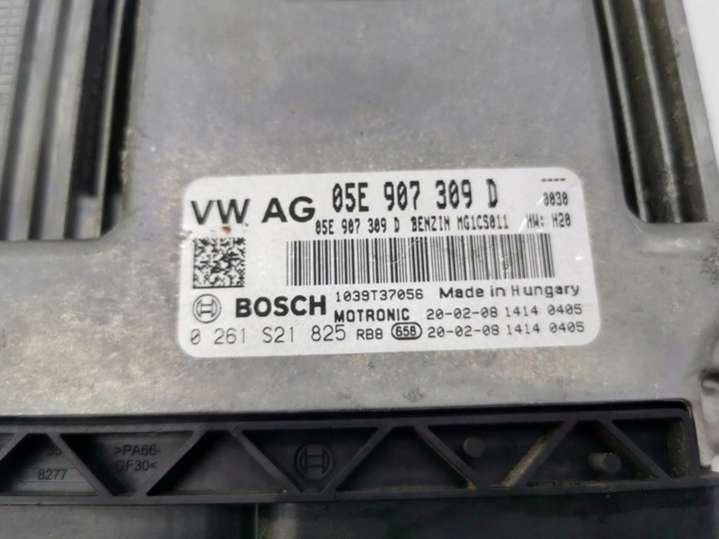 VW AG 05E 907 309 D ----
0030
05E 907 309 D BENZIN MG1CS011 HW: H20
1039T37056 Made in Hungary
BOSCH
MOTRONIC 20-02-08 1414 0405
0 261 S21 825 RB8 658 20-02-08 1414 0405
>PA66-
GF30<
8277